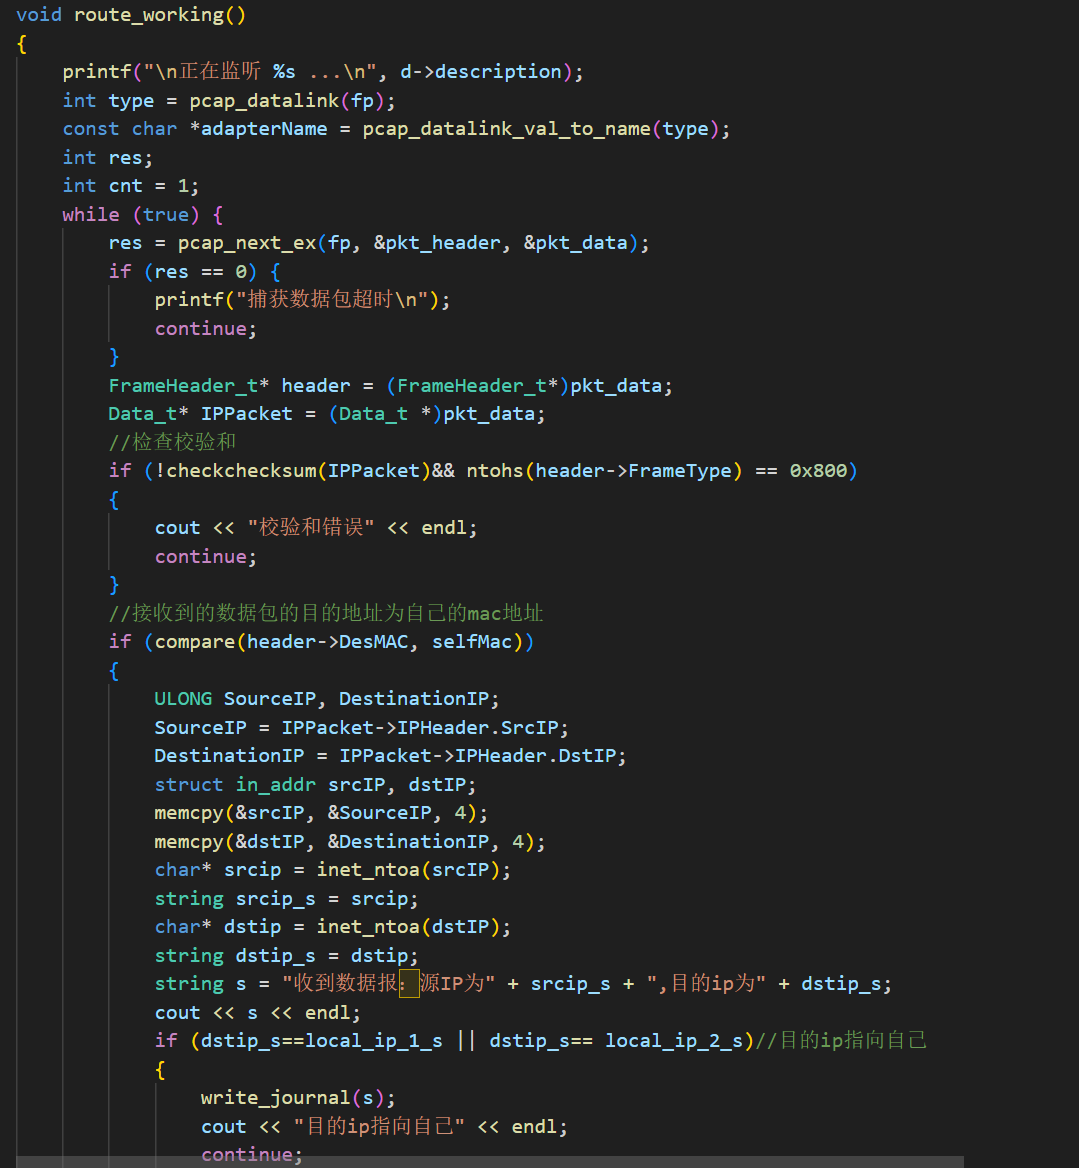 void route_working()
{
    printf("\n正在监听 %s ...\n", d->description);
    int type = pcap_datalink(fp);
    const char *adapterName = pcap_datalink_val_to_name(type);
    int res;
    int cnt = 1;
    while (true) {
        res = pcap_next_ex(fp, &pkt_header, &pkt_data);
        if (res == 0) {
            printf("捕获数据包超时\n");
            continue;
        }
        FrameHeader_t* header = (FrameHeader_t*)pkt_data;
        Data_t* IPPacket = (Data_t *)pkt_data;
        //检查校验和
        if (!checkchecksum(IPPacket)&& ntohs(header->FrameType) == 0x800)
        {
            cout << "校验和错误" << endl;
            continue;
        }
        //接收到的数据包的目的地址为自己的mac地址
        if (compare(header->DesMAC, selfMac))
        {
            ULONG SourceIP, DestinationIP;
            SourceIP = IPPacket->IPHeader.SrcIP;
            DestinationIP = IPPacket->IPHeader.DstIP;
            struct in_addr srcIP, dstIP;
            memcpy(&srcIP, &SourceIP, 4);
            memcpy(&dstIP, &DestinationIP, 4);
            char* srcip = inet_ntoa(srcIP);
            string srcip_s = srcip;
            char* dstip = inet_ntoa(dstIP);
            string dstip_s = dstip;
            string s = "收到数据报：源IP为" + srcip_s + ",目的ip为" + dstip_s;
            cout << s << endl;
            if (dstip_s==local_ip_1_s || dstip_s== local_ip_2_s)//目的ip指向自己
            {
                write_journal(s);
                cout << "目的ip指向自己" << endl;
                continue;